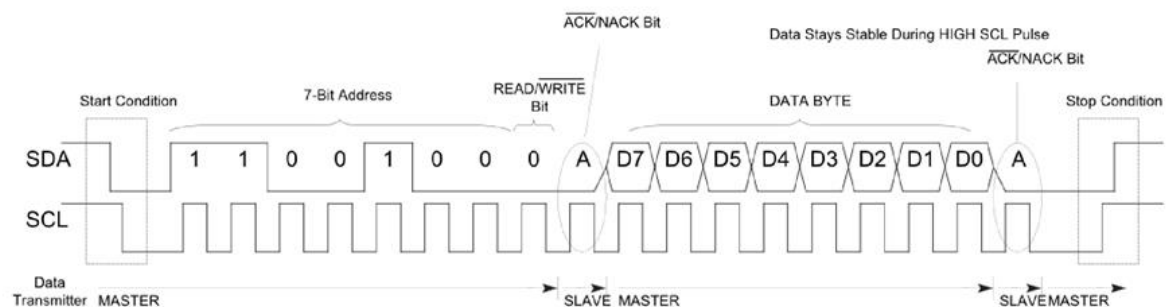 ACK/NACK Bit
Data Stays Stable During HIGH SCL Pulse
ACK/NACK Bit
Start Condition
7-Bit Address
READ/WRITE
Bit
DATA BYTE
Stop Condition
SDA 1 1 0 0 1 0 0 0 A D7 D6 D5 D4 D3 D2 D1 D0 A
SCL
Data
Transmitter MASTER SLAVE MASTER SLAVE MASTER